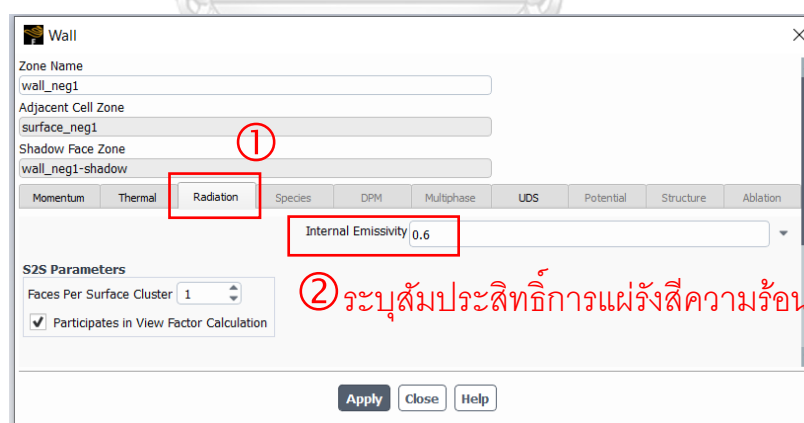 Wall
Zone Name
wall_neg1
Adjacent Cell Zone
surface_neg1
①
Shadow Face Zone
wall_neg1-shadow
Momentum Thermal Radiation Species DPM Multiphase UDS Potential Structure Ablation
Internal Emissivity 0.6
S2S Parameters
Faces Per Surface Cluster 1
② ระบุสัมประสิทธิ์การแผ่รังสีความร้อน
Participates in View Factor Calculation
Apply Close Help